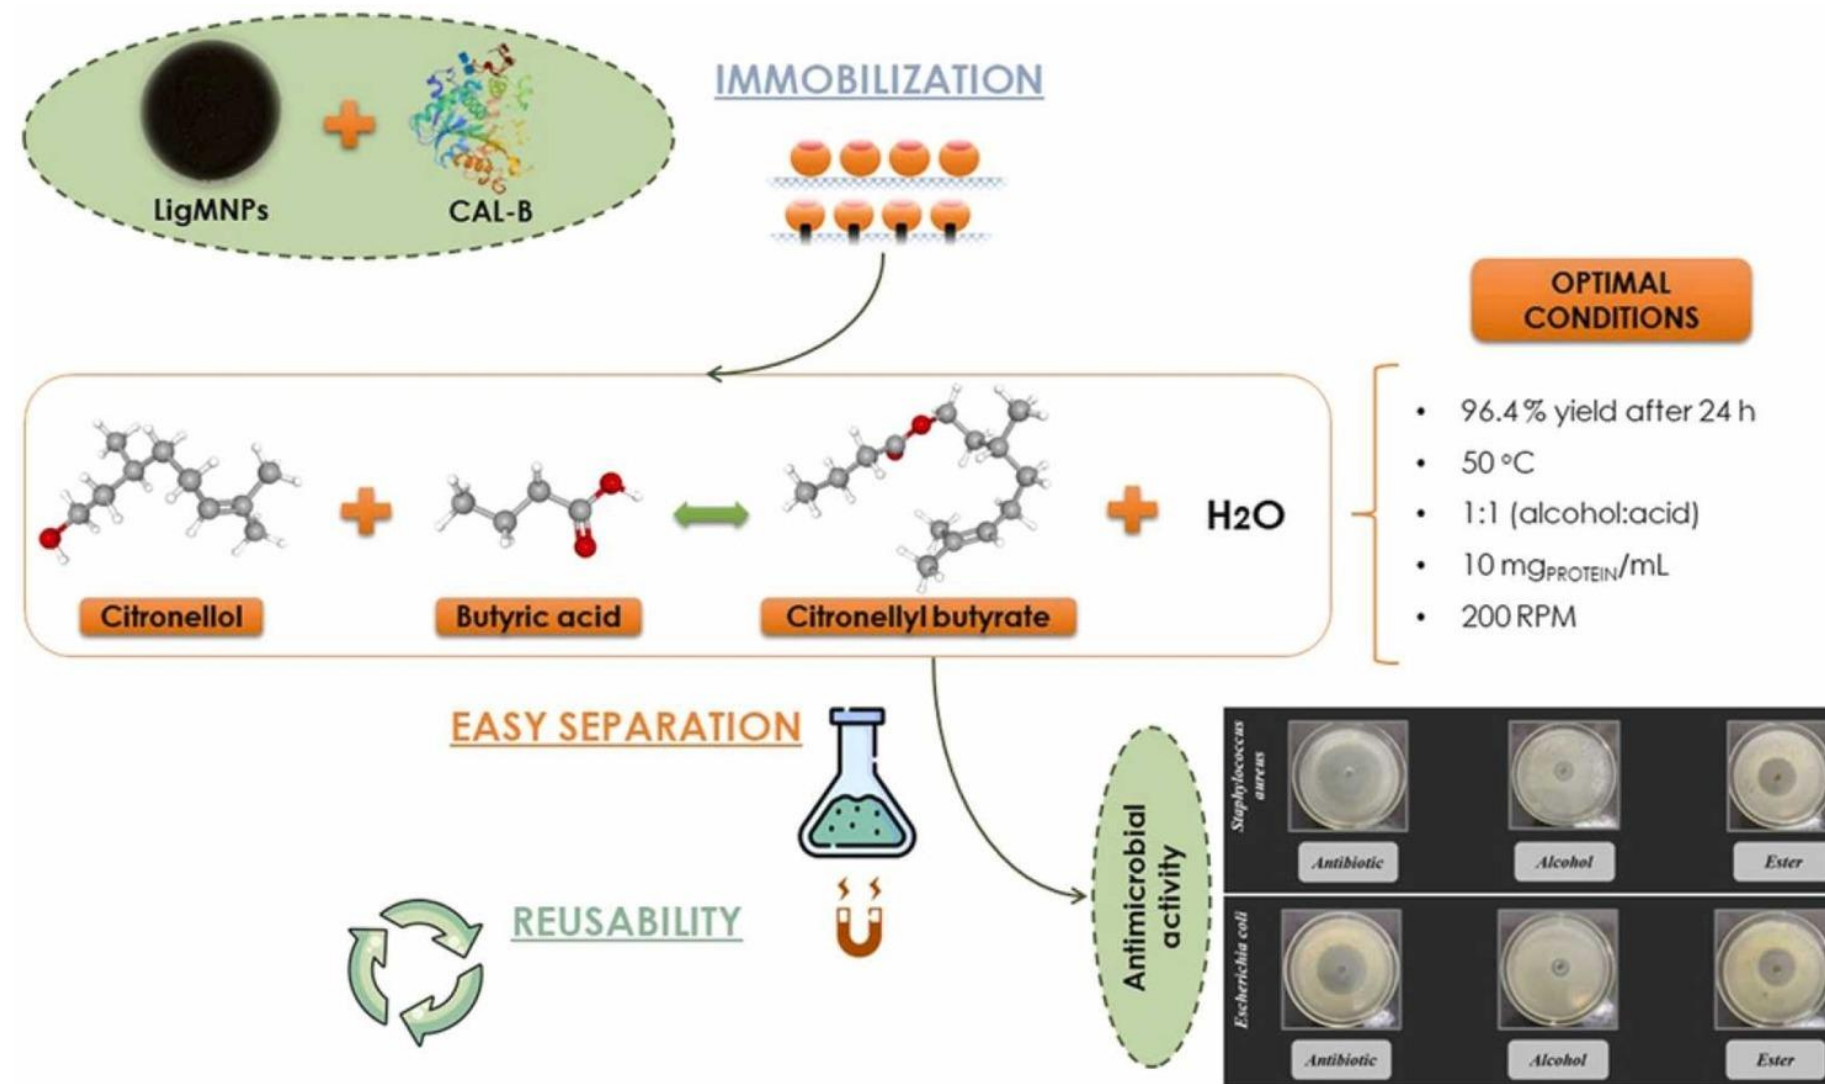 LigMNPs
CAL-B
IMMOBILIZATION
OPTIMAL
CONDITIONS
Citronellol
Butyric acid
Citronellyl butyrate
H2O
• 96.4% yield after 24 h
• 50 °C
• 1:1 (alcohol:acid)
• 10 mgPROTEIN/mL
• 200 RPM
EASY SEPARATION
REUSABILITY
Antimicrobial
activity
Staphylococcus
aureus
Antibiotic
Alcohol
Ester
Escherichia coli
Antibiotic
Alcohol
Ester